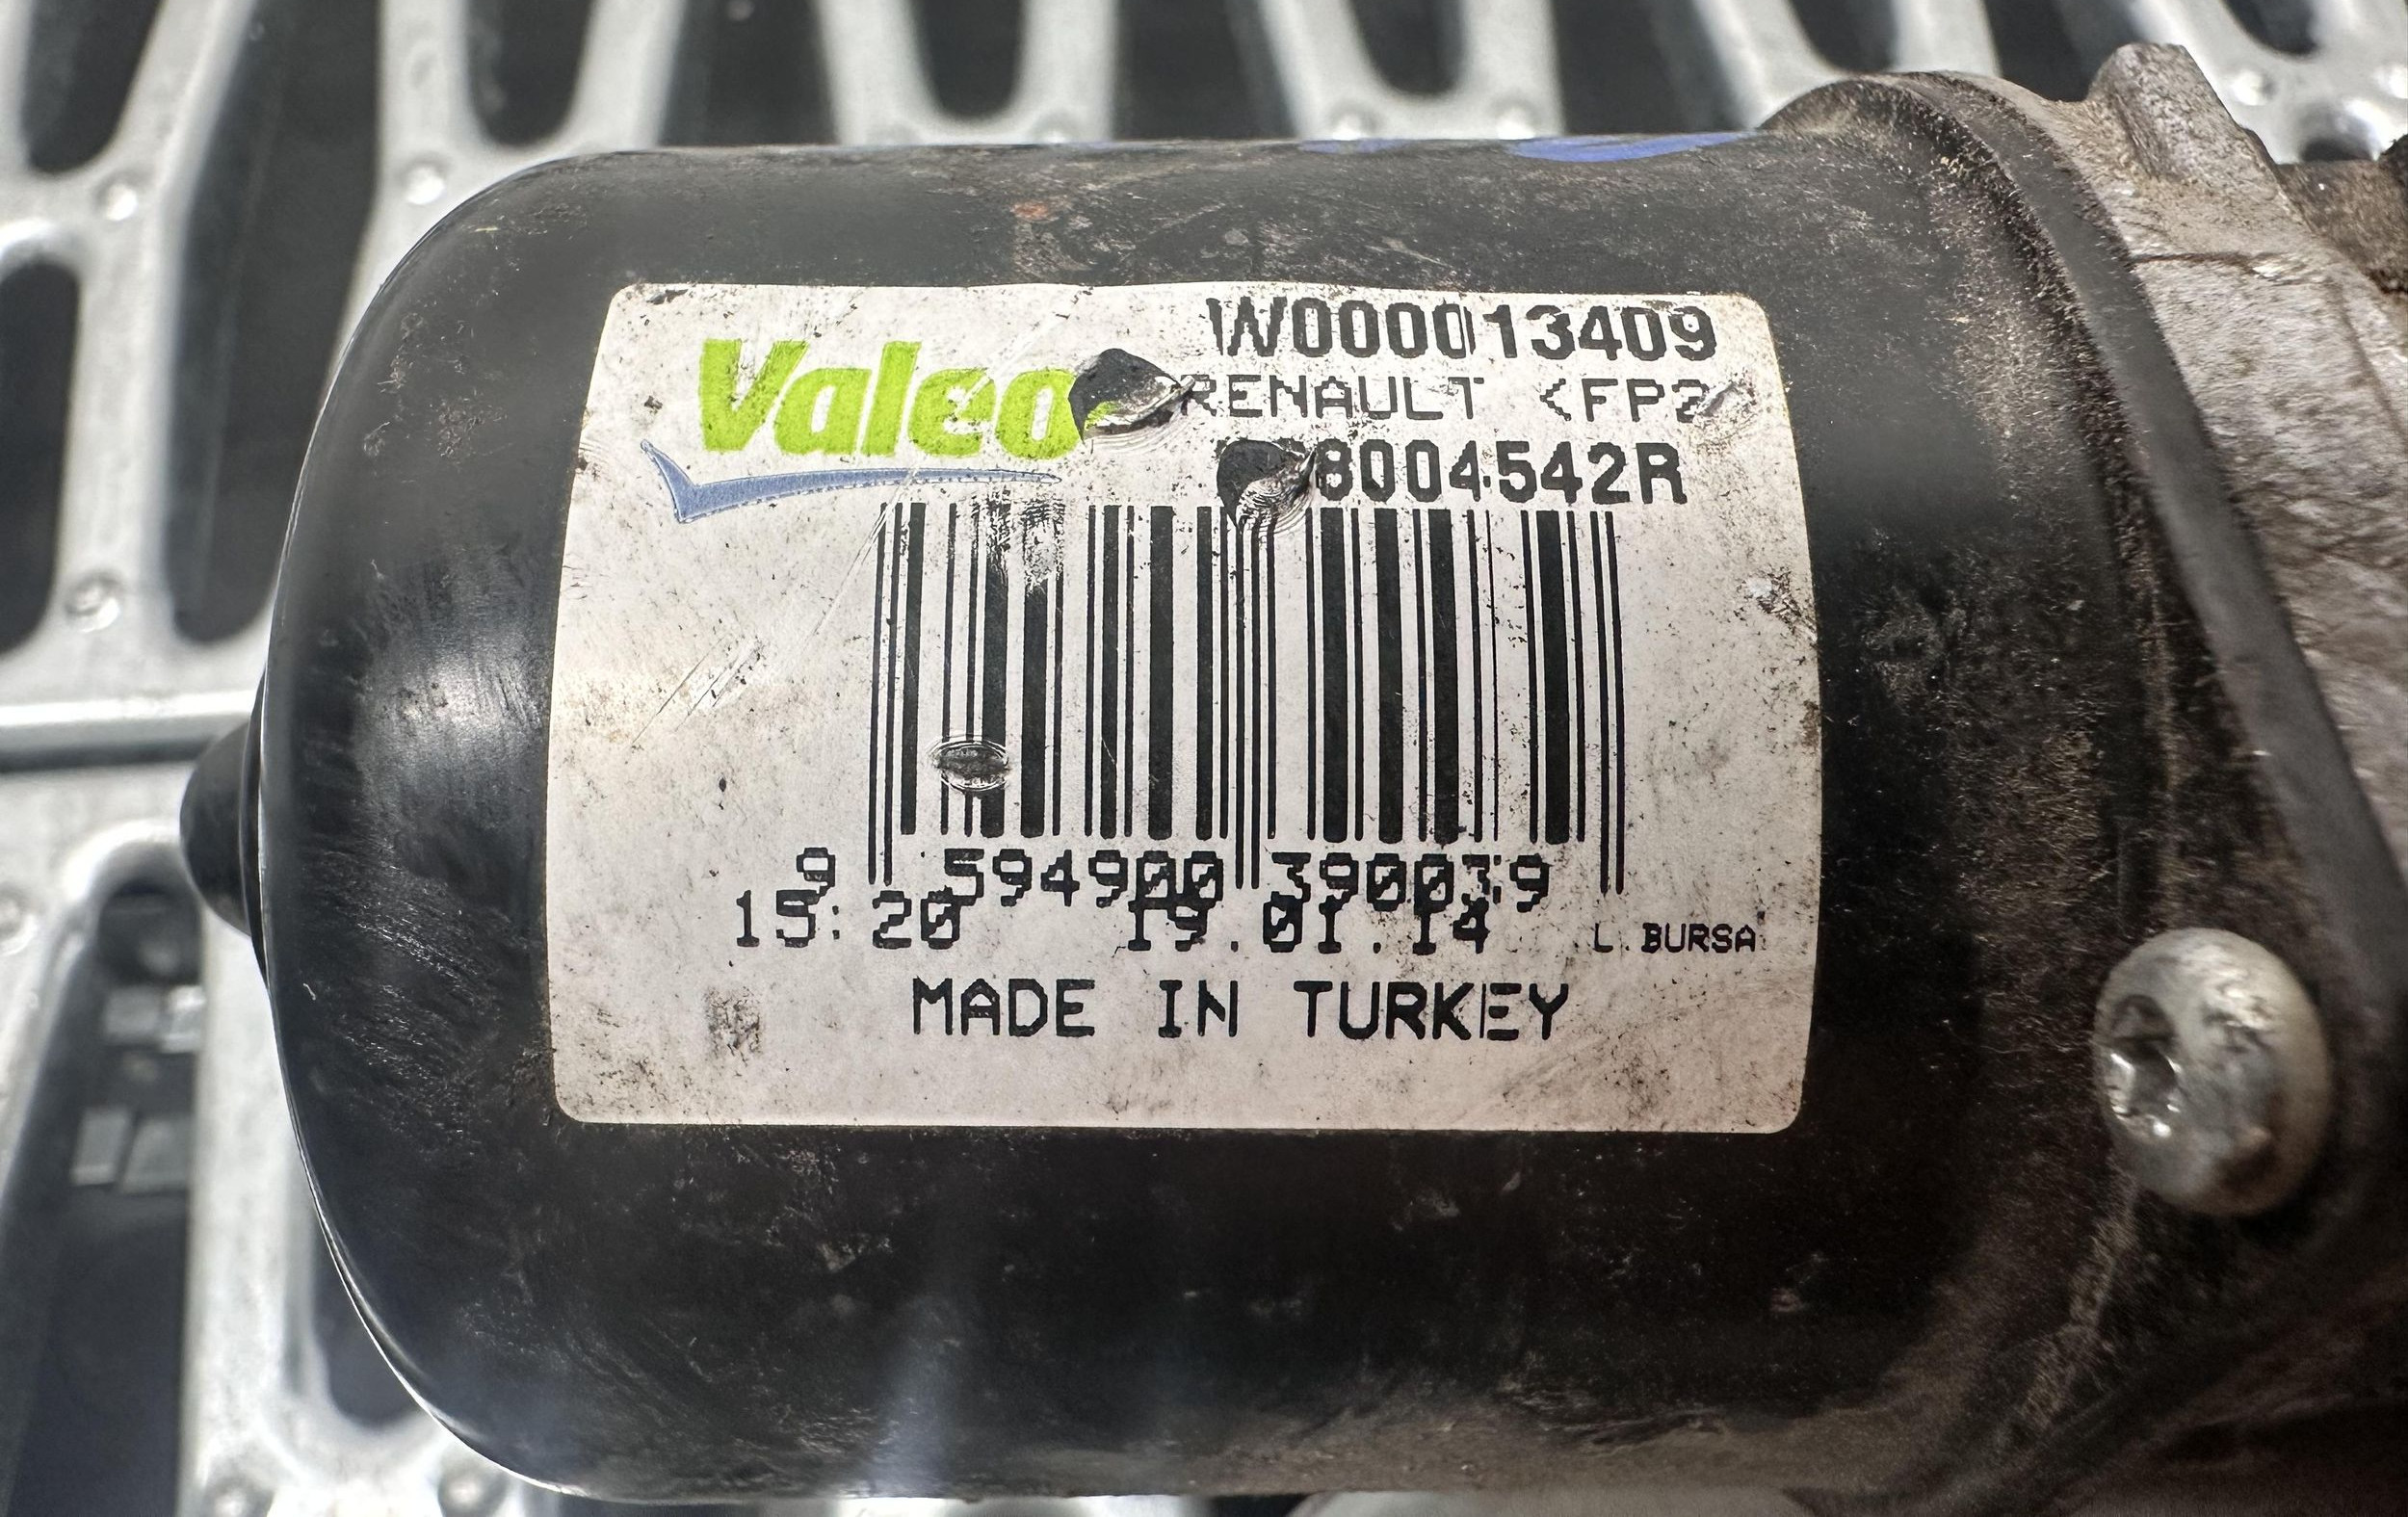 Valeo
W000013409
RENAULT <FP2
8004542R
9 594900 390039
15:20 19.01.14 L.BURSA
MADE IN TURKEY